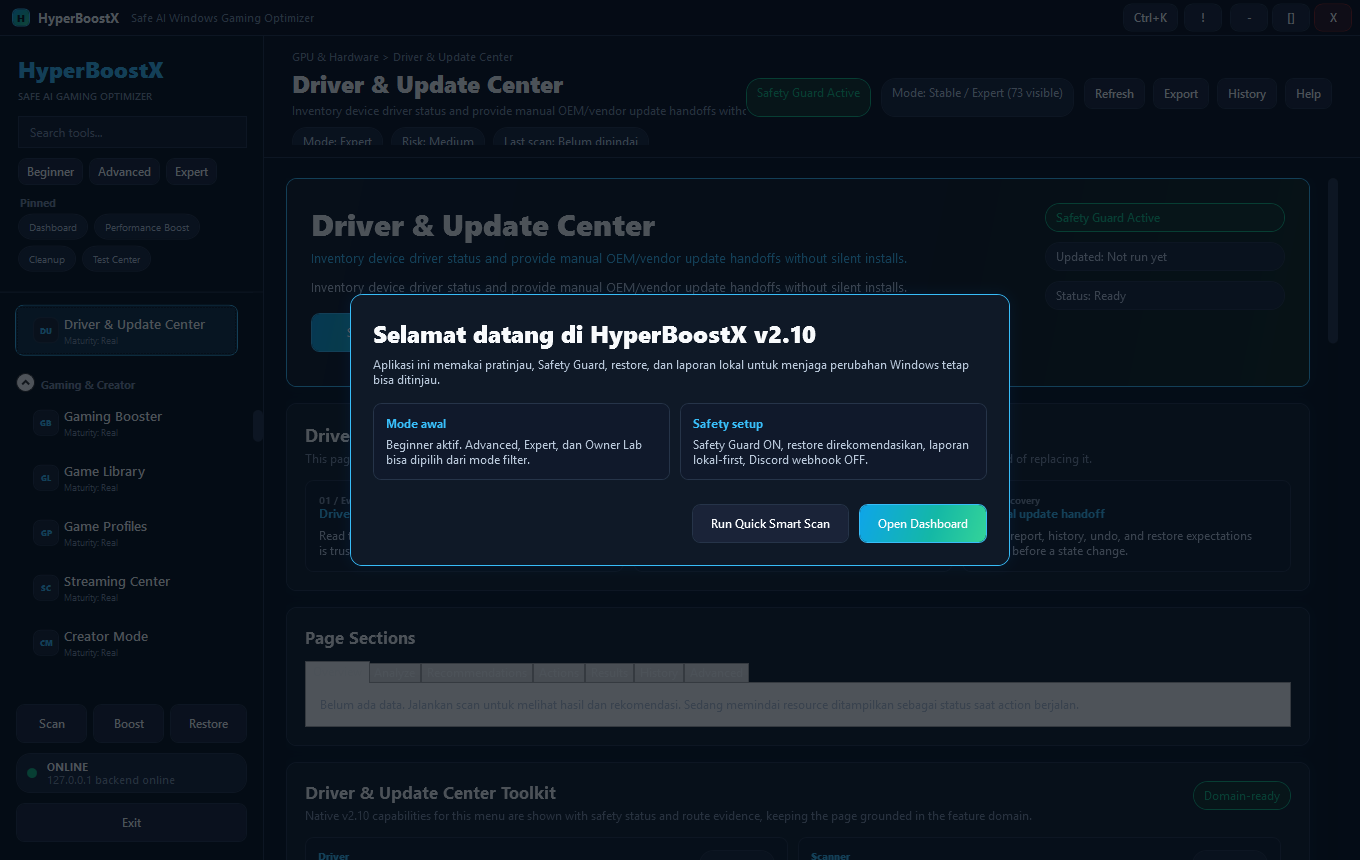 H HyperBoostX Safe AI Windows Gaming Optimizer
Ctrl+K ! - [] X
HyperBoostX
SAFE AI GAMING OPTIMIZER
Search tools...
Beginner Advanced Expert
Pinned
Dashboard Performance Boost
Cleanup Test Center
DU Driver & Update Center
Maturity: Real
Gaming & Creator
GB Gaming Booster
Maturity: Real
GL Game Library
Maturity: Real
GP Game Profiles
Maturity: Real
SC Streaming Center
Maturity: Real
CM Creator Mode
Maturity: Real
Scan Boost Restore
ONLINE
127.0.0.1 backend online
Exit
GPU & Hardware > Driver & Update Center
Driver & Update Center
Inventory device driver status and provide manual OEM/vendor update handoffs
Mode: Expert Risk: Medium Last scan: Belum dipindai
Safety Guard Active Mode: Stable / Expert (73 visible) Refresh Export History Help
Driver & Update Center
Inventory device driver status and provide manual OEM/vendor update handoffs without silent installs.
Inventory device driver status and provide manual OEM/vendor update handoffs without silent installs.
Safety Guard Active
Updated: Not run yet
Status: Ready
Selamat datang di HyperBoostX v2.10
Aplikasi ini memakai pratinjau, Safety Guard, restore, dan laporan lokal untuk menjaga perubahan Windows tetap
bisa ditinjau.
Mode awal
Beginner aktif. Advanced, Expert, dan Owner Lab
bisa dipilih dari mode filter.
Safety setup
Safety Guard ON, restore direkomendasikan, laporan
lokal-first, Discord webhook OFF.
Run Quick Smart Scan Open Dashboard
This of replacing it.
01 /
update handoff
Read report, history, undo, and restore expectations
is before a state change.
Page Sections
Belum ada data. Jalankan scan untuk melihat hasil dan rekomendasi. Sedang memindai resource ditampilkan sebagai status saat action berjalan.
Driver & Update Center Toolkit
Native v2.10 capabilities for this menu are shown with safety status and route evidence, keeping the page grounded in the feature domain.
Domain-ready
Driver Scanner